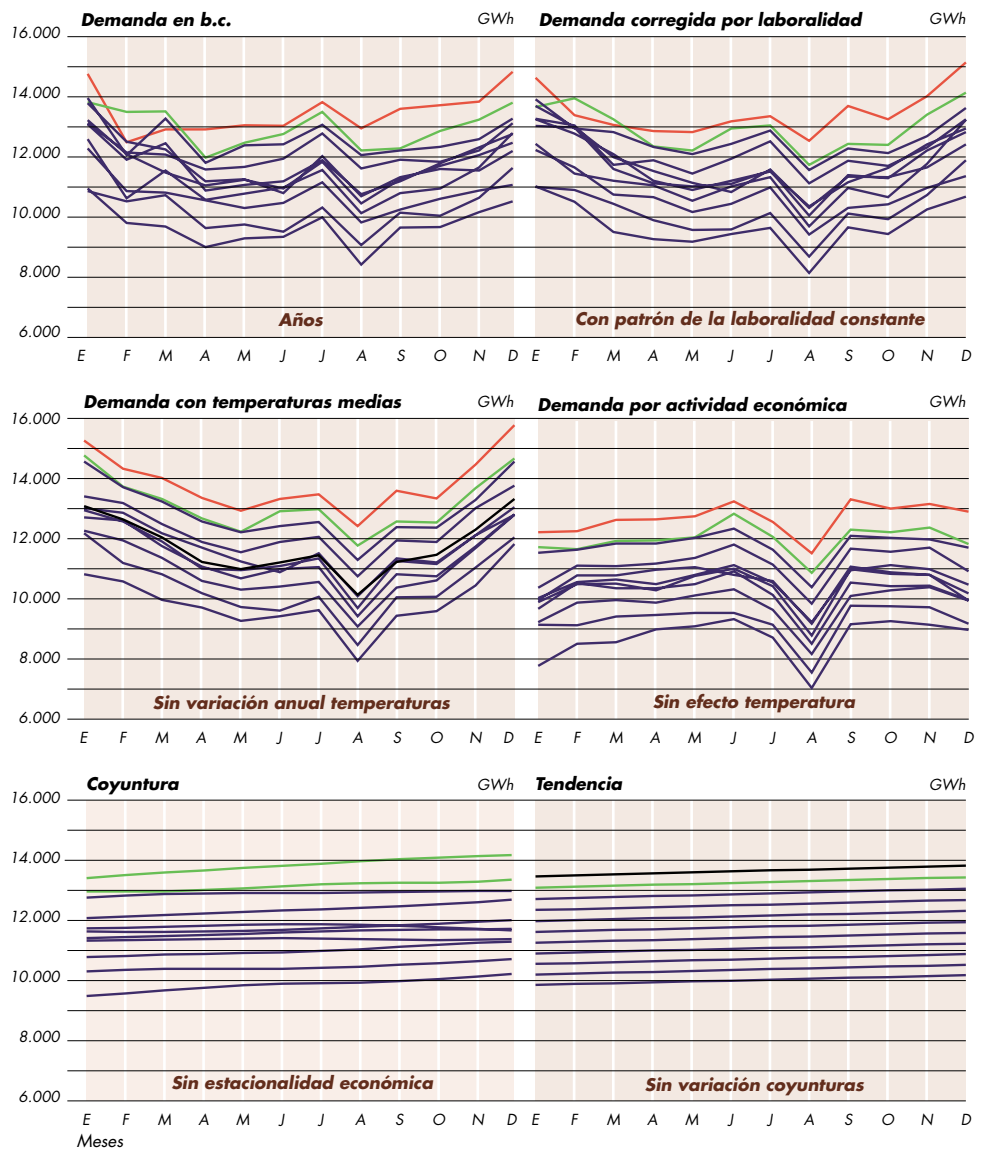 Demanda en b.c. GWh
16.000
14.000
12.000
10.000
8.000
6.000
Años
E F M A M J J A S O N D
Demanda corregida por laboralidad GWh
Con patrón de la laboralidad constante
E F M A M J J A S O N D
Demanda con temperaturas medias GWh
16.000
14.000
12.000
10.000
8.000
6.000
Sin variación anual temperaturas
E F M A M J J A S O N D
Demanda por actividad económica GWh
Sin efecto temperatura
E F M A M J J A S O N D
Coyuntura GWh
16.000
14.000
12.000
10.000
8.000
6.000
Sin estacionalidad económica
E F M A M J J A S O N D
Meses
Tendencia GWh
Sin variación coyunturas
E F M A M J J A S O N D